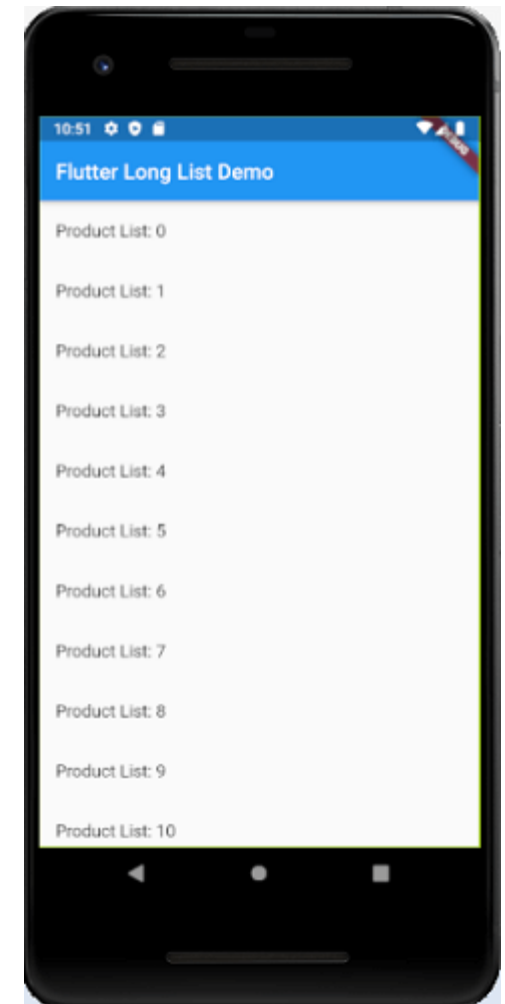 10:51
DEBUG
Flutter Long List Demo
Product List: 0
Product List: 1
Product List: 2
Product List: 3
Product List: 4
Product List: 5
Product List: 6
Product List: 7
Product List: 8
Product List: 9
Product List: 10